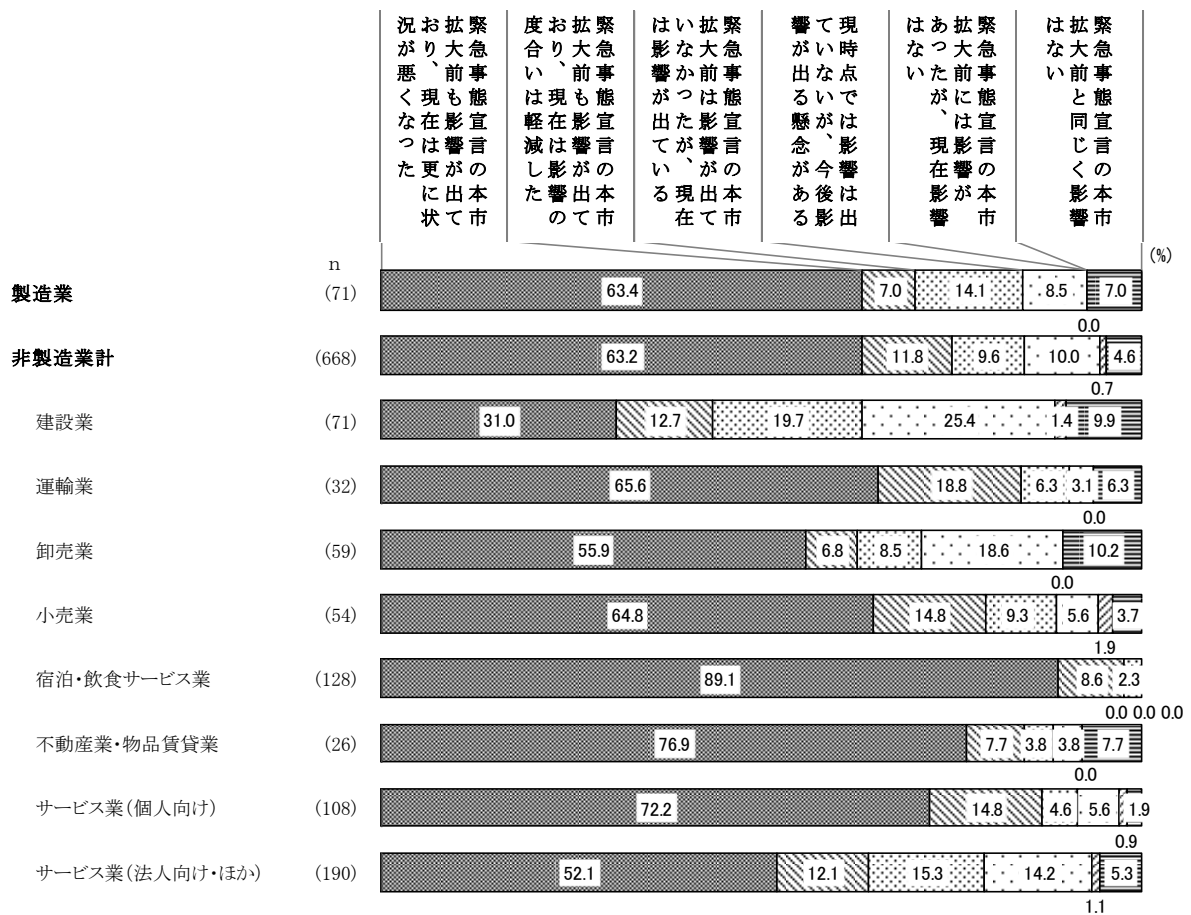 緊急事態宣言の本市
拡大前も影響が出て
おり、現在は更に状
況が悪くなった
緊急事態宣言の本市
拡大前も影響が出て
おり、現在は影響の
度合いは軽減した
緊急事態宣言の本市
拡大前は影響が出て
いなかったが、現在
は影響が出ている
現時点では影響は出
ていないが、今後影
響が出る懸念がある
緊急事態宣言の本市
拡大前には影響が
あったが、現在影響
はない
緊急事態宣言の本市
拡大前と同じく影響
はない
n
(%)
製造業 (71) 63.4 7.0 14.1 8.5 7.0
0.0
非製造業計 (668) 63.2 11.8 9.6 10.0 4.6
0.7
建設業 (71) 31.0 12.7 19.7 25.4 1.4 9.9
運輸業 (32) 65.6 18.8 6.3 3.1 6.3
0.0
卸売業 (59) 55.9 6.8 8.5 18.6 10.2
0.0
小売業 (54) 64.8 14.8 9.3 5.6 3.7
1.9
宿泊・飲食サービス業 (128) 89.1 8.6 2.3
0.0 0.0 0.0
不動産業・物品賃貸業 (26) 76.9 7.7 3.8 3.8 7.7
0.0
サービス業(個人向け) (108) 72.2 14.8 4.6 5.6 1.9
0.9
サービス業(法人向け・ほか) (190) 52.1 12.1 15.3 14.2 5.3
1.1